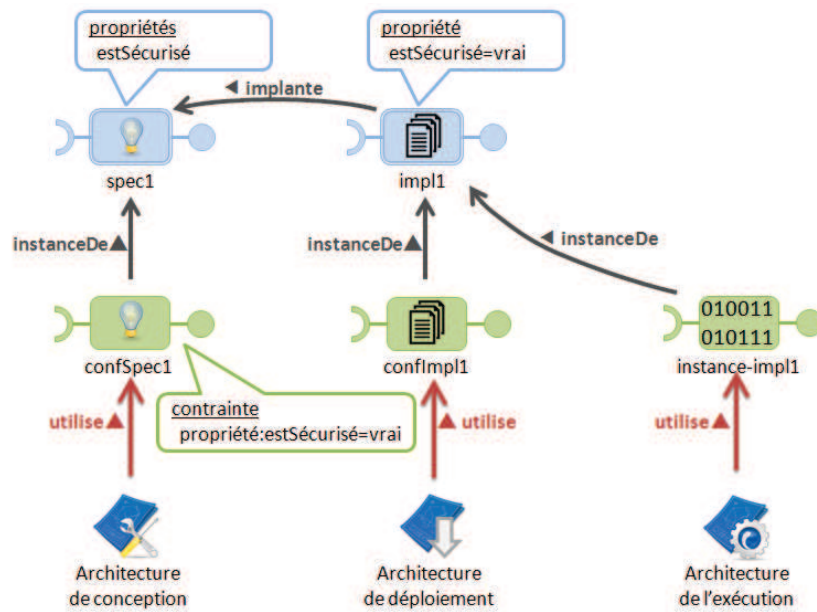 propriétés
estSécurisé
propriété
estSécurisé=vrai
implante
spec1
impl1
instanceDe
instanceDe
instanceDe
010011
010111
confSpec1
confImpl1
instance-impl1
contrainte
propriété:estSécurisé=vrai
utilise
utilise
utilise
Architecture
de conception
Architecture
de déploiement
Architecture
de l'exécution